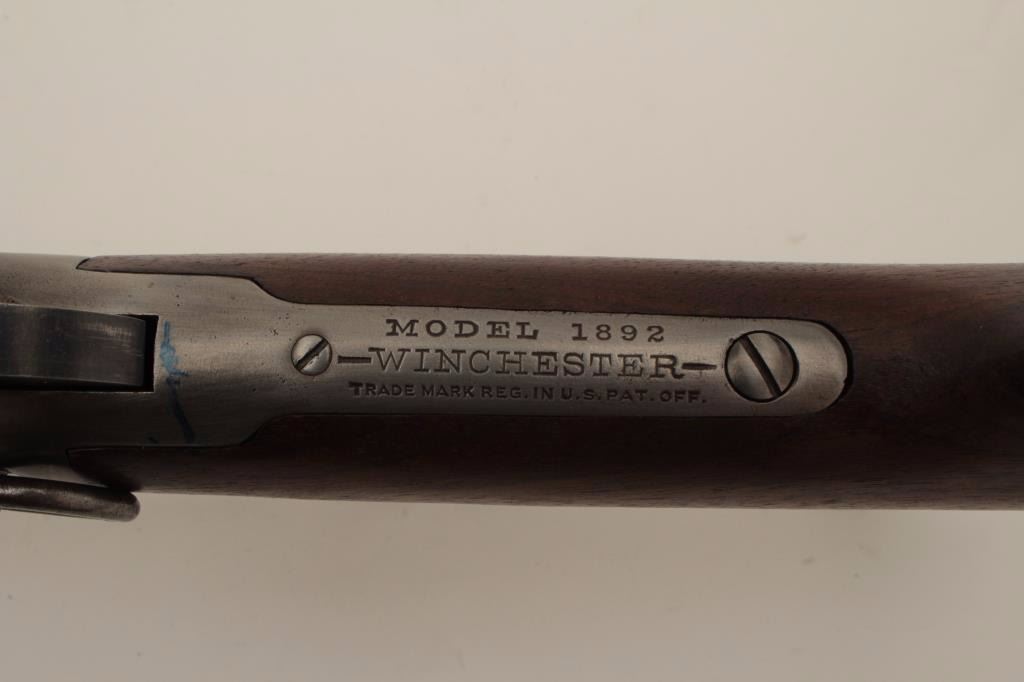 MODEL 1892
—WINCHESTER—
TRADE MARK REG. IN U.S. PAT. OFF.